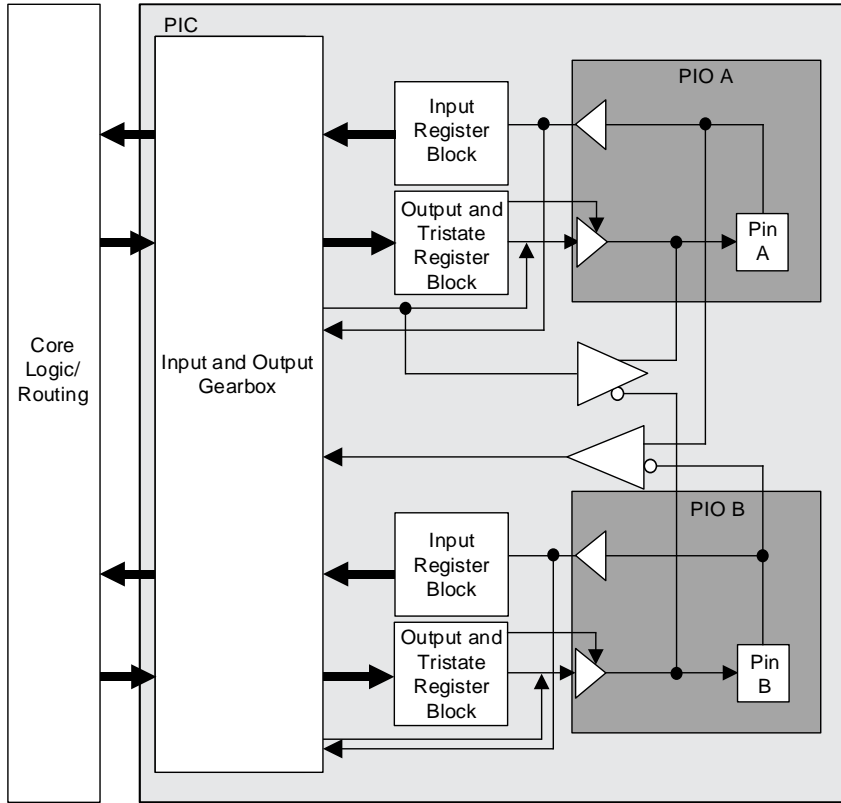 PIC
PIO A
Input
Register
Block
Output and
Tristate
Register
Block
Pin
A
Core
Logic/
Routing
Input and Output
Gearbox
PIO B
Input
Register
Block
Output and
Tristate
Register
Block
Pin
B